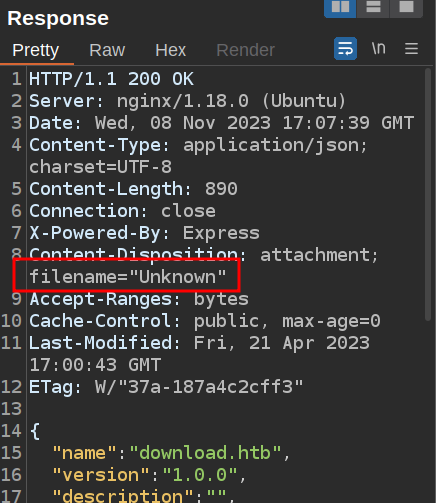 Response
Pretty Raw Hex Render \n
1 HTTP/1.1 200 OK
2 Server: nginx/1.18.0 (Ubuntu)
3 Date: Wed, 08 Nov 2023 17:07:39 GMT
4 Content-Type: application/json;
charset=UTF-8
5 Content-Length: 890
6 Connection: close
7 X-Powered-By: Express
8 Content-Disposition: attachment;
filename="Unknown"
9 Accept-Ranges: bytes
10 Cache-Control: public, max-age=0
11 Last-Modified: Fri, 21 Apr 2023
17:00:43 GMT
12 ETag: W/"37a-187a4c2cff3"
13
14 {
15 "name":"download.htb",
16 "version":"1.0.0",
17 "description":"",